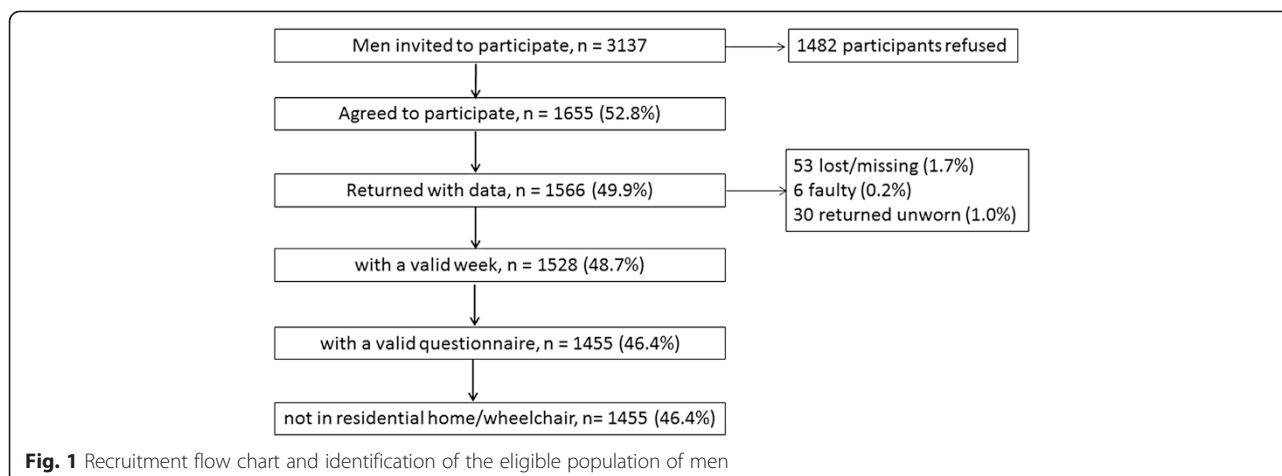 Men invited to participate, n = 3137
1482 participants refused
Agreed to participate, n = 1655 (52.8%)
Returned with data, n = 1566 (49.9%)
53 lost/missing (1.7%)
6 faulty (0.2%)
30 returned unworn (1.0%)
with a valid week, n = 1528 (48.7%)
with a valid questionnaire, n = 1455 (46.4%)
not in residential home/wheelchair, n= 1455 (46.4%)
Fig. 1 Recruitment flow chart and identification of the eligible population of men